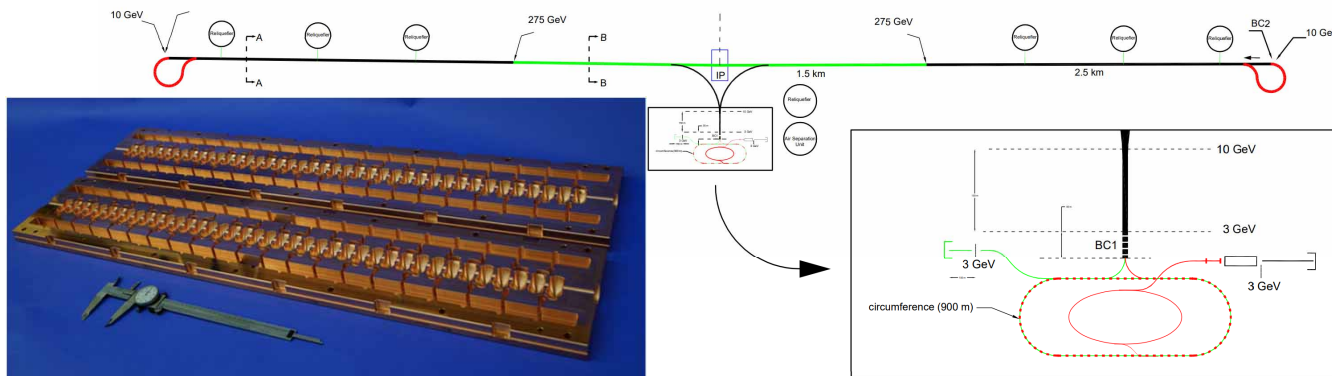 10 GeV
Reliquefier
Reliquefier
Reliquefier
A
A
275 GeV
B
B
IP
275 GeV
1.5 km
2.5 km
Reliquefier
Reliquefier
Reliquefier
BC2
10 Ge
Reliquefier
Air Separation
Unit
10 GeV
3 GeV
BC1
3 GeV
3 GeV
circumference (900 m)